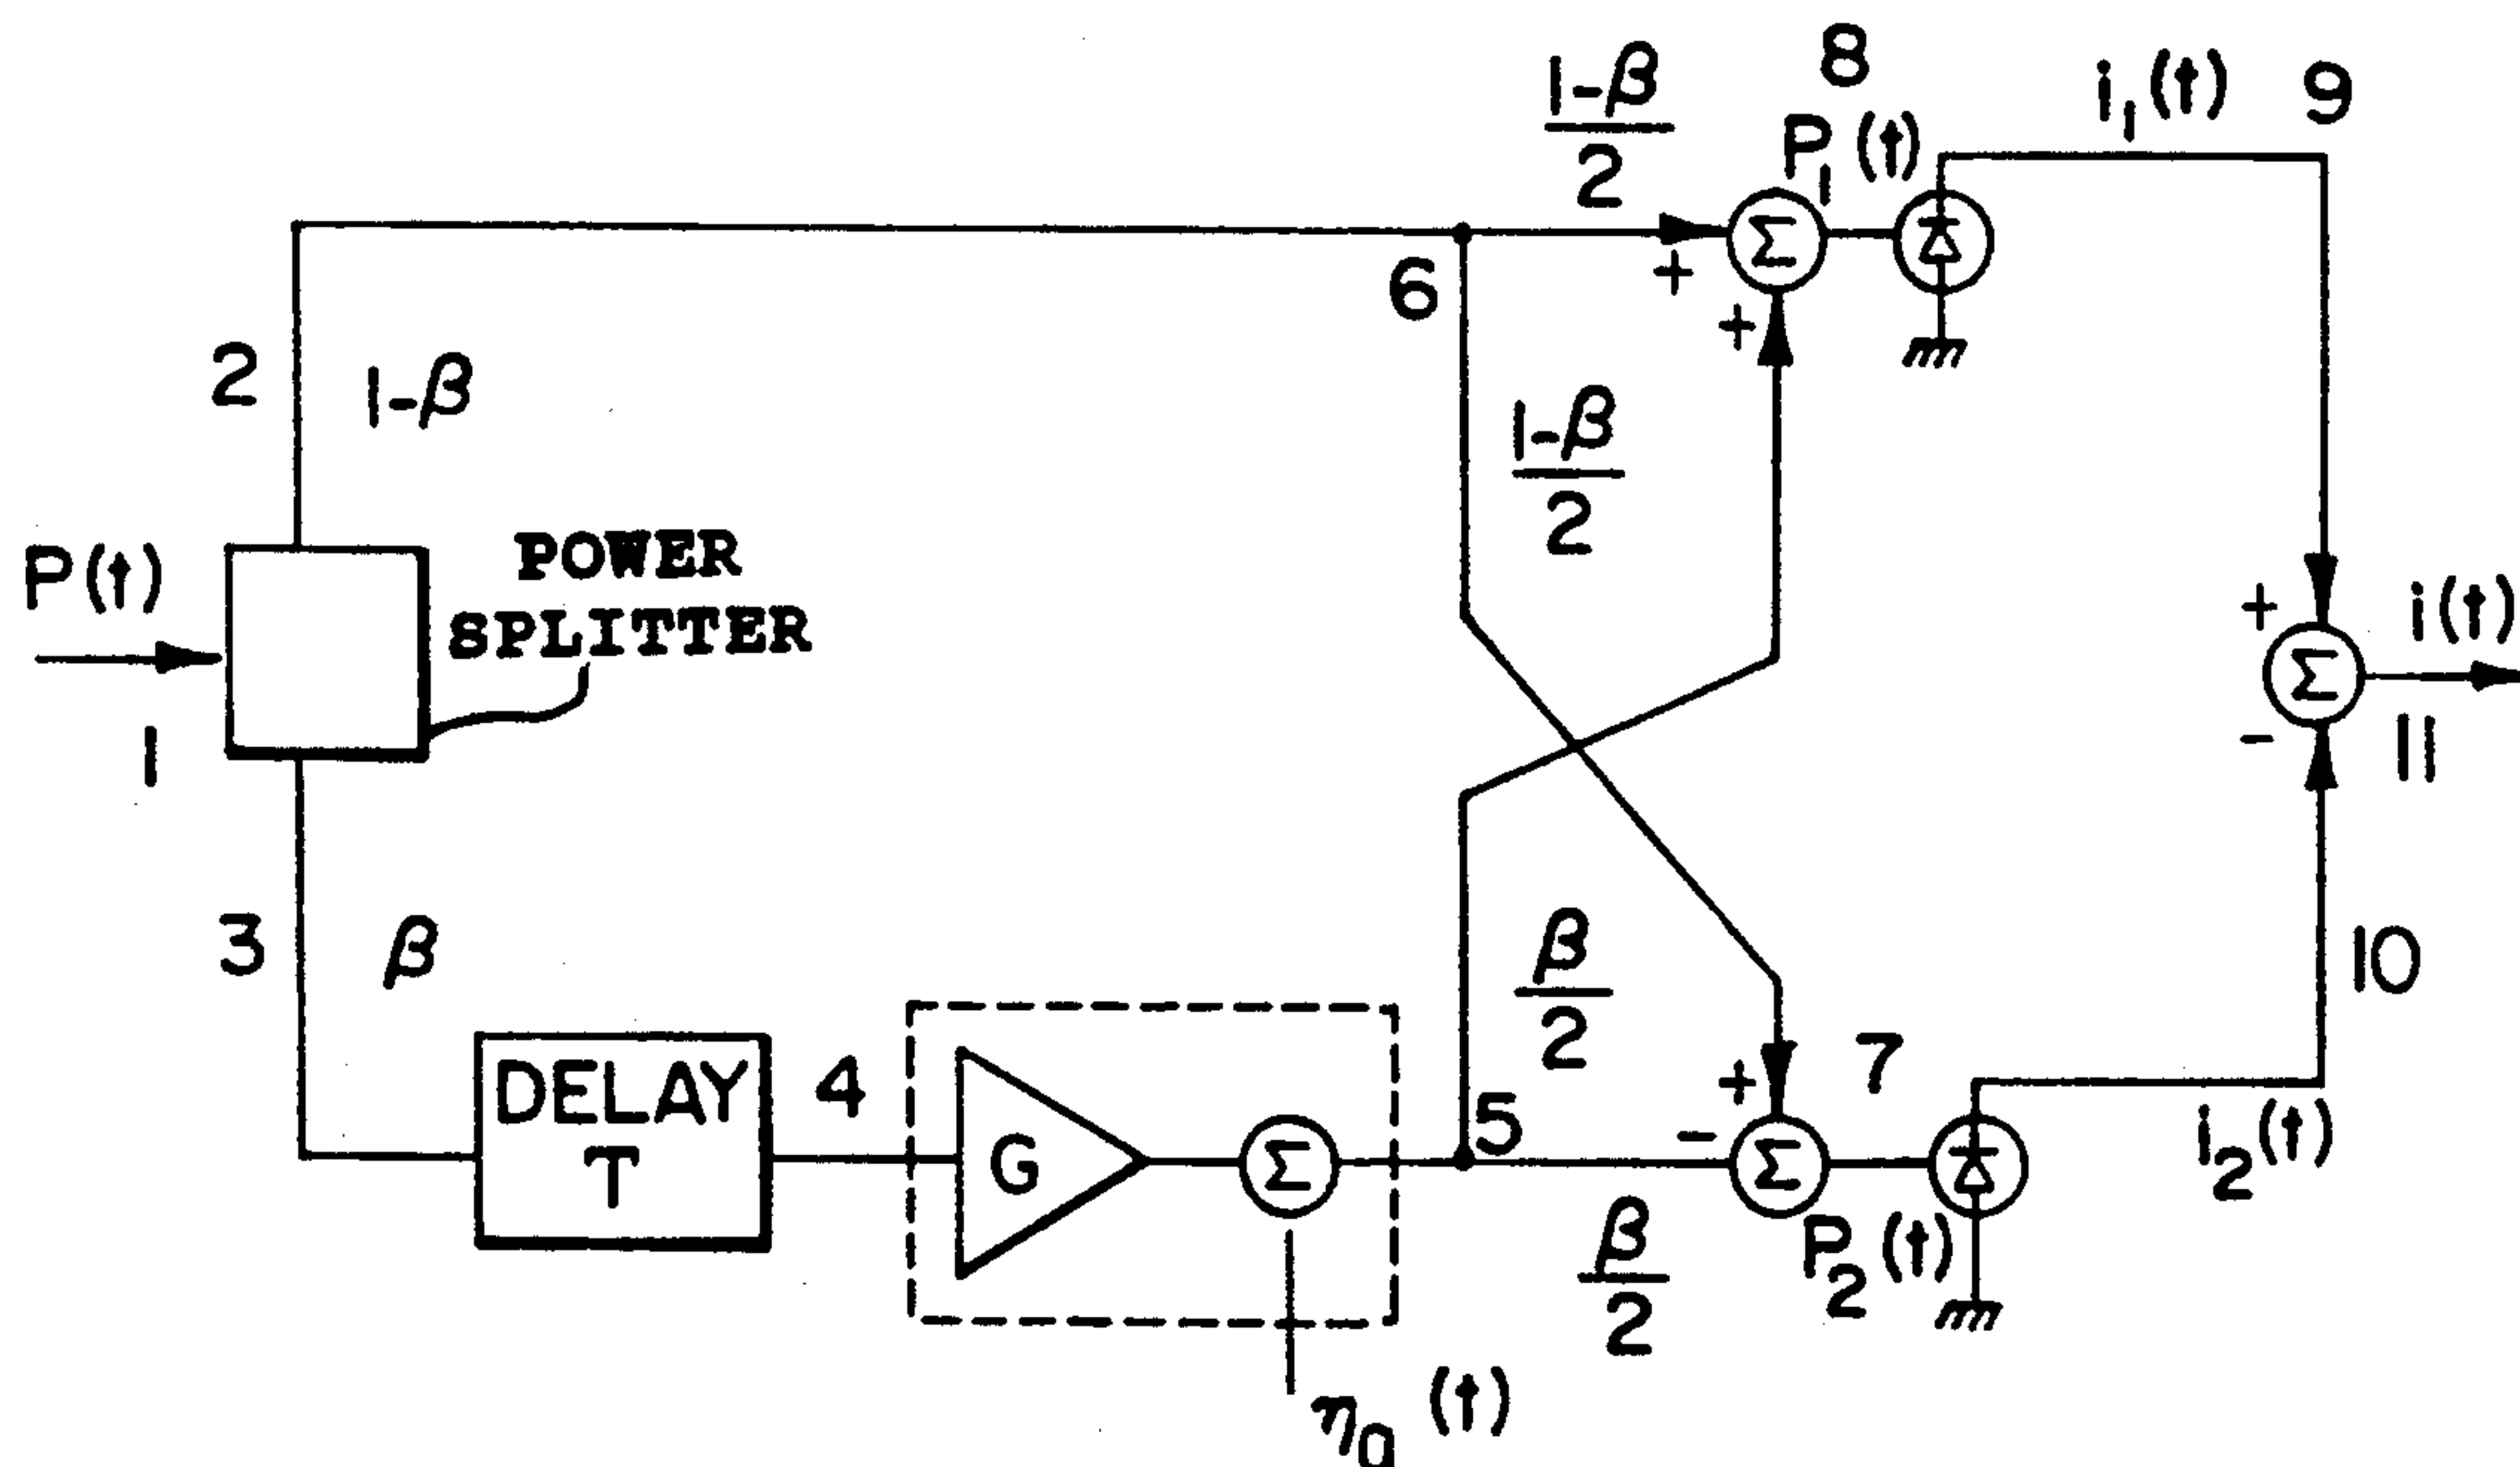 8
1-β
2
P1(t)
i1(t)
9
6
+
+
2
1-β
1-β
2
P(t)
POWER
SPLITTER
1
+
Σ
Σ
i(t)
-
11
3
β
β
2
10
DELAY
T
4
G
Σ
5
+
-
7
Σ
P2(t)
i2(t)
β
2
ηa(t)